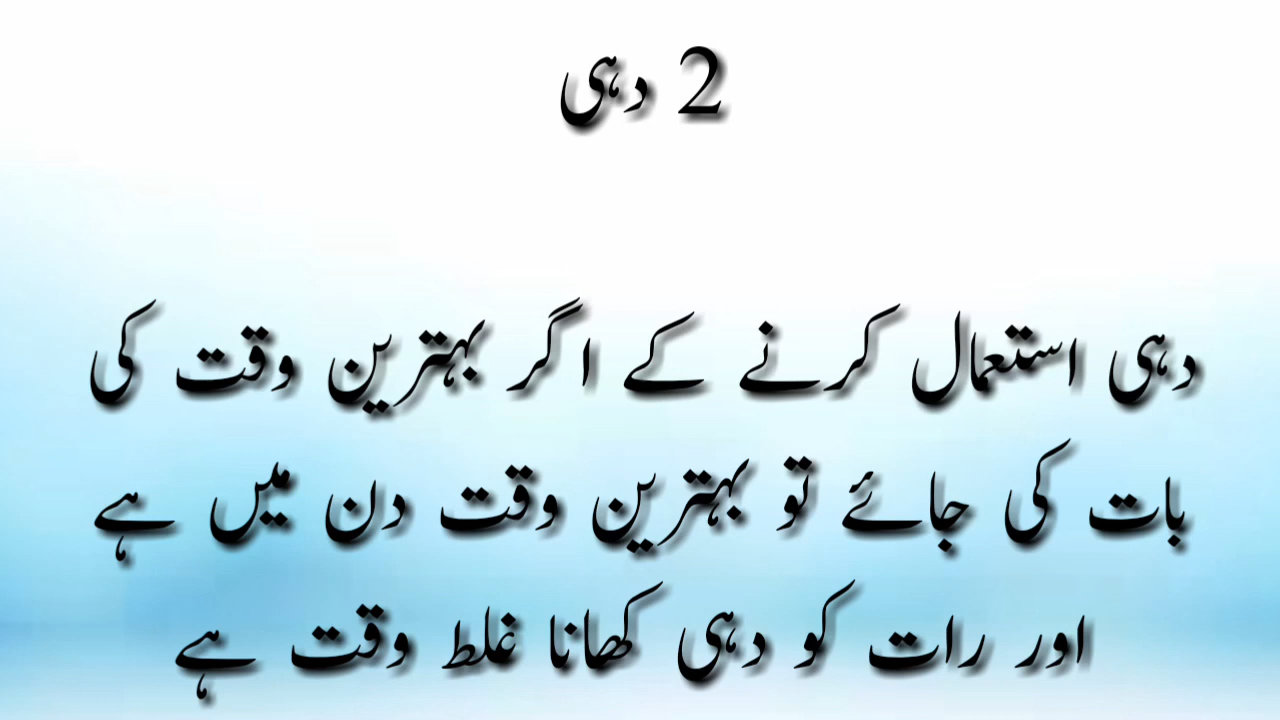 2 دہی
دہی استعمال کرنے کے اگر بہترین وقت کی
بات کی جائے تو بہترین وقت دن میں ہے
اور رات کو دہی کھانا غلط وقت ہے